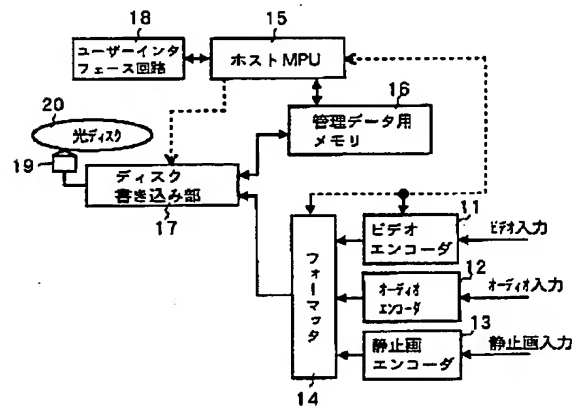 18
15
ユーザーインタ
フェース回路
ホストMPU
20
光ディスク
16
管理データ用
メモリ
19
ディスク
書き込み部
17
11
ビデオ
エンコーダ
ビデオ入力
フォーマッタ
12
オーディオ
エンコーダ
オーディオ入力
13
静止画
エンコーダ
静止画入力
14